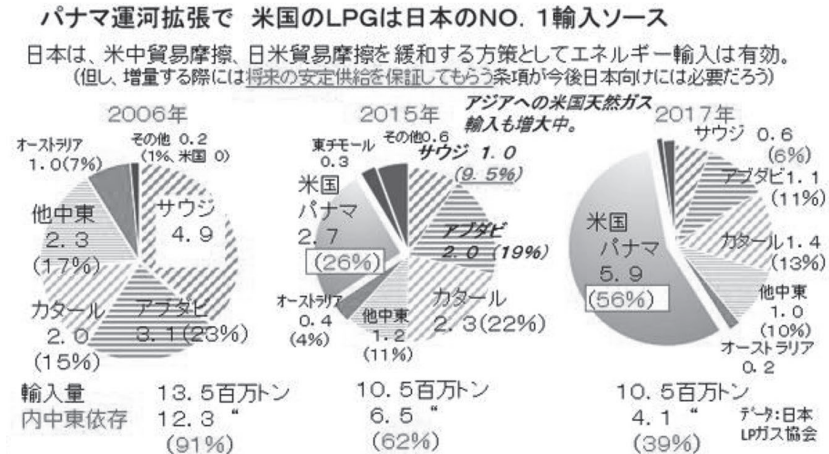 パナマ運河拡張で 米国のLPGは日本のNO. 1輸入ソース
日本は、米中貿易摩擦、日米貿易摩擦を緩和する方策としてエネルギー輸入は有効。
(但し、増量する際には将来の安定供給を保証してもらう条項が今後日本向けには必要だろう)
2006年
オーストラリア
1.0(7%)
その他 0.2
(1%、米国 0)
サウジ
4.9
他中東
2.3
(17%)
カタール
2.0
(15%)
アブダビ
3.1(23%)
2015年
アジアへの米国天然ガス
輸入も増大中。
東チモール
0.3
その他0.6
サウジ 1.0
(9.5%)
米国
パナマ
2.7
(26%)
アブダビ
2.0 (19%)
オーストラリア
0.4
(4%)
他中東
1.2
(11%)
カタール
2.3(22%)
2017年
サウジ 0.6
(6%)
アブダビ1.1
(11%)
米国
パナマ
5.9
(56%)
カタール1.4
(13%)
他中東
1.0
(10%)
オーストラリア
0.2
輸入量 13.5百万トン 10.5百万トン 10.5百万トン
内中東依存 12.3 “ 6.5 “ 4.1 “
(91%) (62%) (39%)
データ:日本
LPガス協会